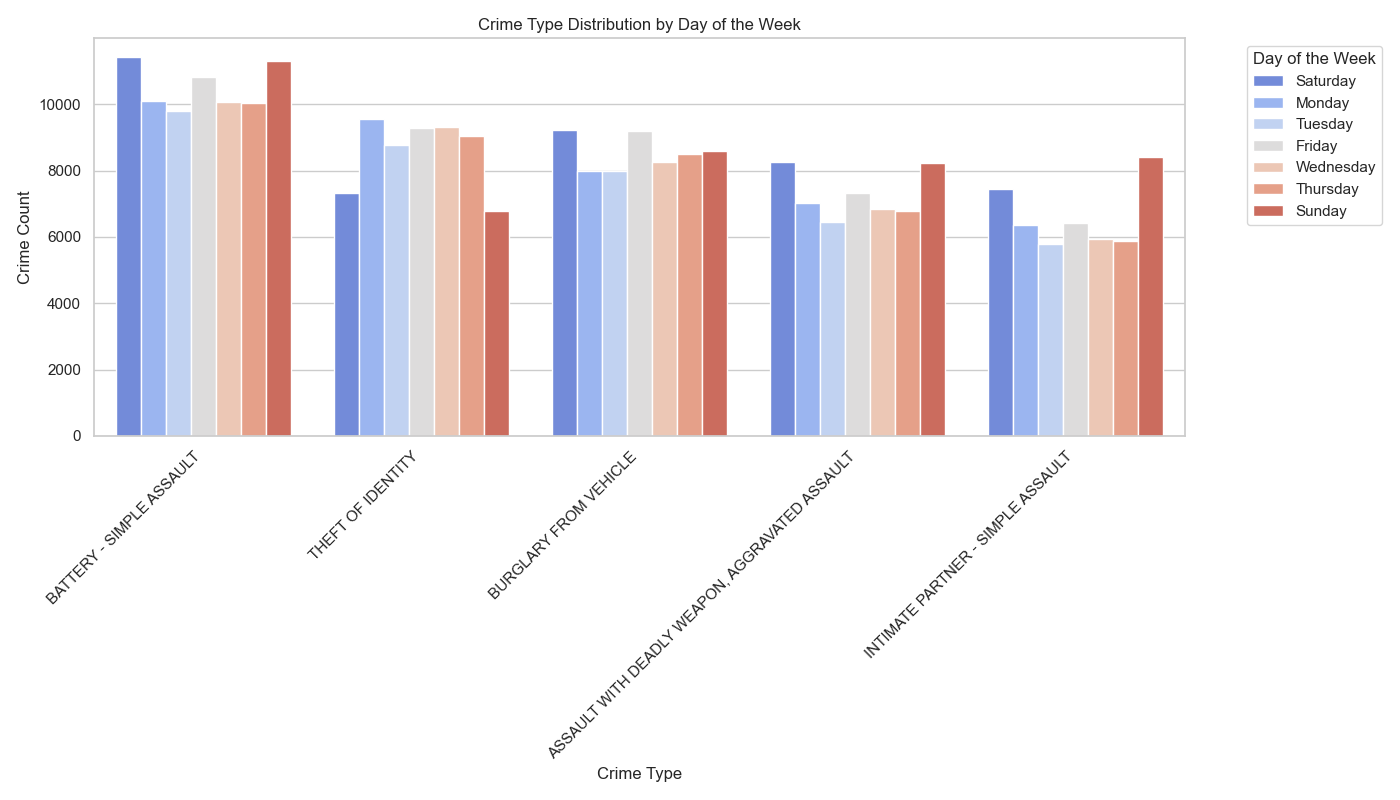 Crime Type Distribution by Day of the Week
Crime Count
10000
8000
6000
4000
2000
0
BATTERY - SIMPLE ASSAULT
THEFT OF IDENTITY
BURGLARY FROM VEHICLE
ASSAULT WITH DEADLY WEAPON, AGGRAVATED ASSAULT
INTIMATE PARTNER - SIMPLE ASSAULT
Crime Type
Day of the Week
Saturday
Monday
Tuesday
Friday
Wednesday
Thursday
Sunday